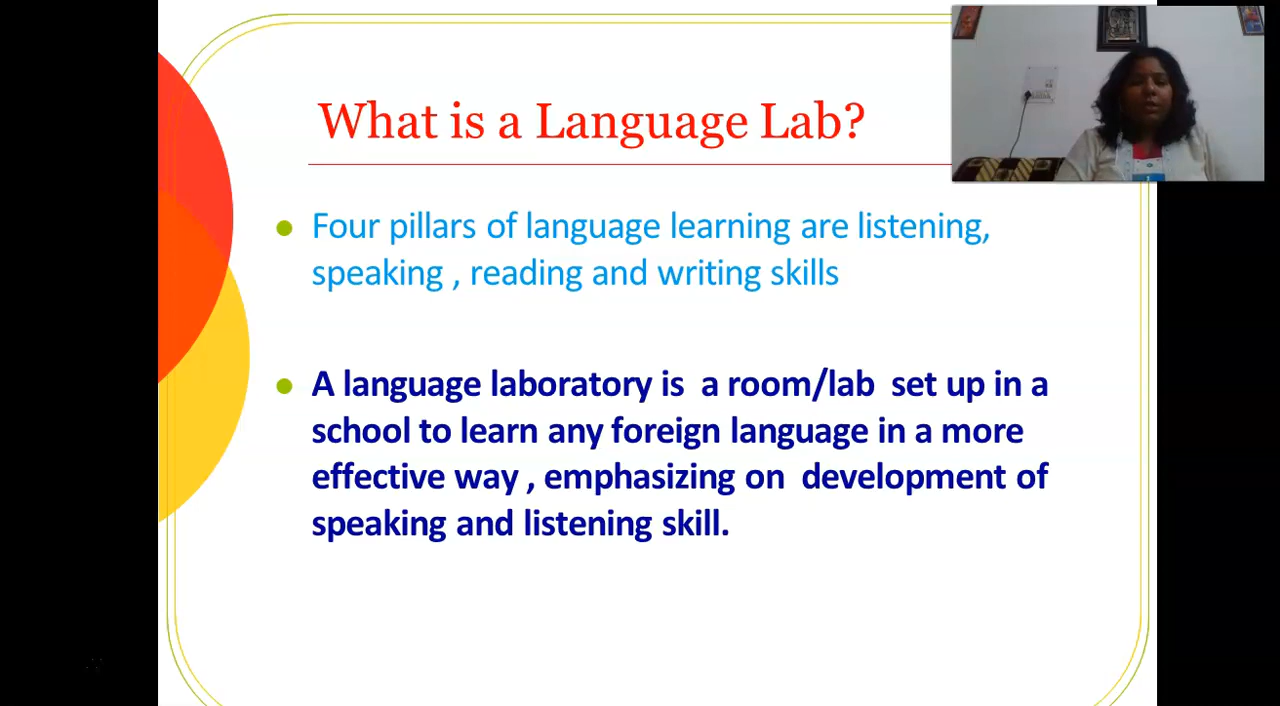 What is a Language Lab?
Four pillars of language learning are listening,
speaking , reading and writing skills
A language laboratory is a room/lab set up in a
school to learn any foreign language in a more
effective way , emphasizing on development of
speaking and listening skill.